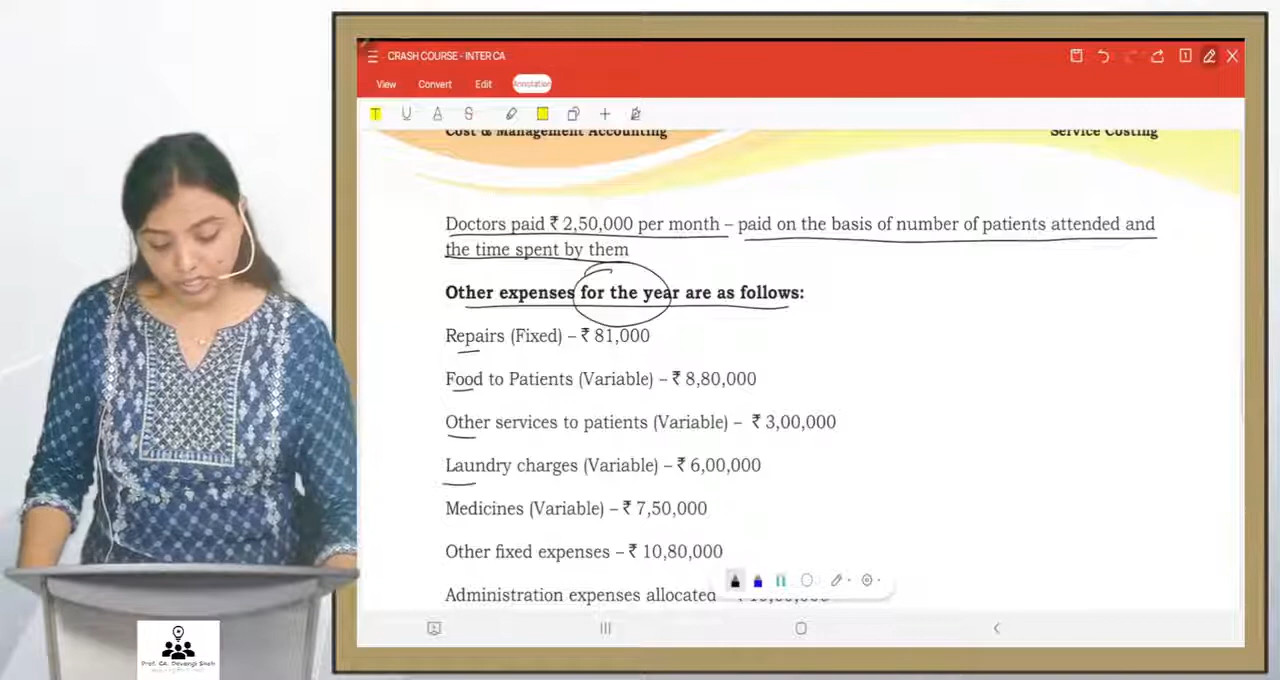 CRASH COURSE - INTER CA
View Convert Edit Annotation
Cost & Management Accounting Service Costing
Doctors paid ₹ 2,50,000 per month – paid on the basis of number of patients attended and
the time spent by them
Other expenses for the year are as follows:
Repairs (Fixed) – ₹ 81,000
Food to Patients (Variable) – ₹ 8,80,000
Other services to patients (Variable) – ₹ 3,00,000
Laundry charges (Variable) – ₹ 6,00,000
Medicines (Variable) – ₹ 7,50,000
Other fixed expenses – ₹ 10,80,000
Administration expenses allocated
Prof. CA. Devangi Shah